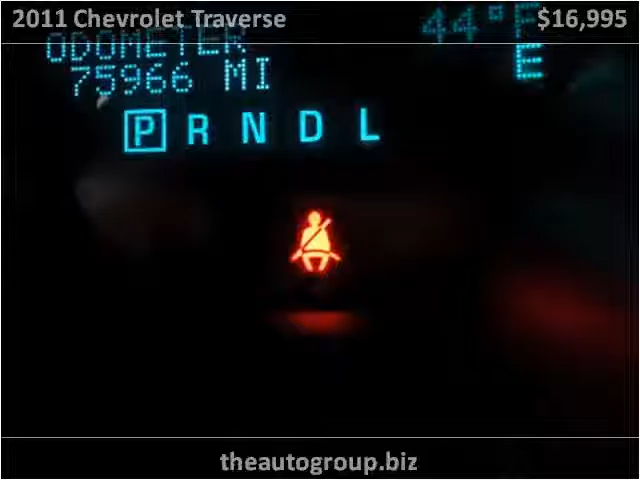 2011 Chevrolet Traverse
$16,995
ODOMETER
44°F
75966 MI
E
P R N D L
theautogroup.biz